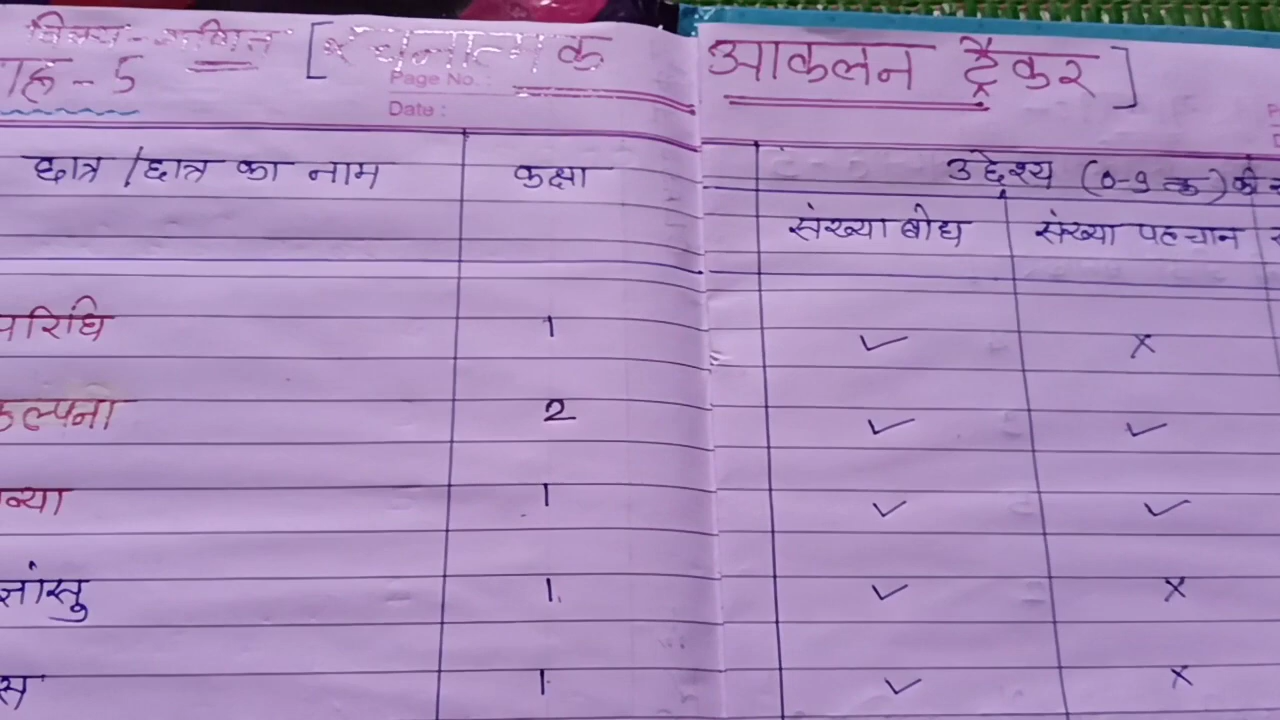 विषय - गणित [रचनात्मक आकलन ट्रैकर]
- 5
Page No. :
Date :
छात्र / छात्र का नाम कक्षा उद्देश्य (0-9 तक) की
संख्या बोध संख्या पहचान
परिधि 1 ✓ ×
कल्पना 2 ✓ ✓
न्या 1 ✓ ✓
1 ✓ ×
स 1 ✓ ×